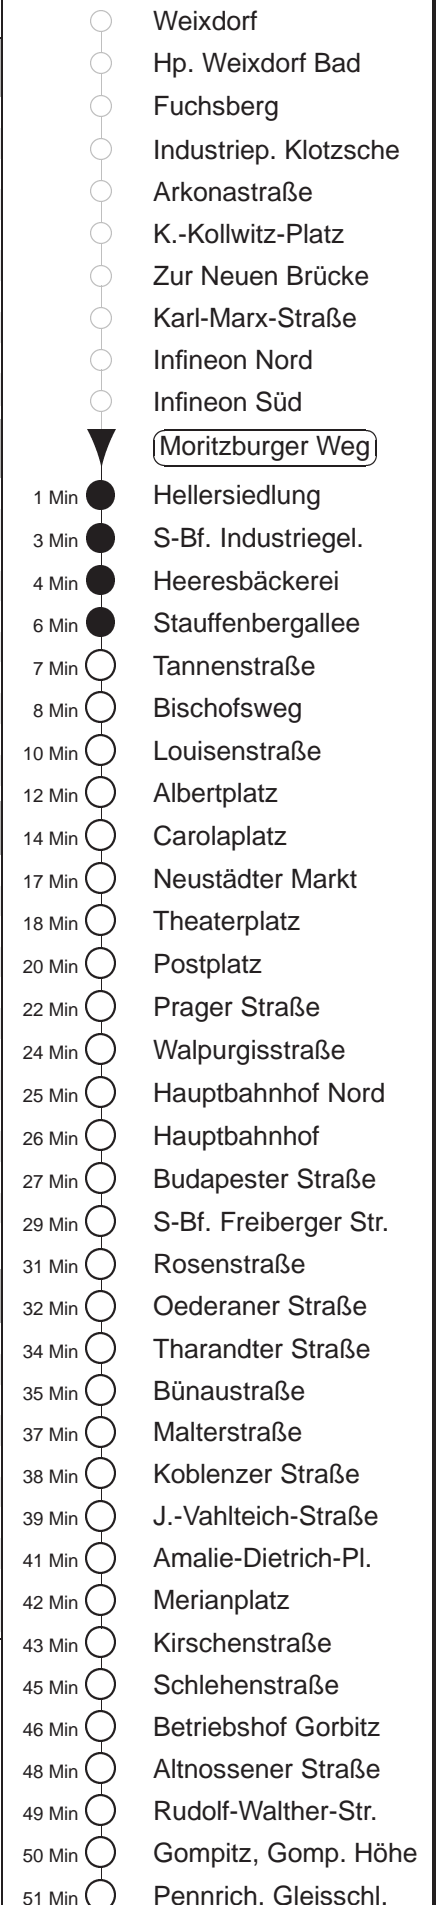 Weixdorf
Hp. Weixdorf Bad
Fuchsberg
Industriep. Klotzsche
Arkonastraße
K.-Kollwitz-Platz
Zur Neuen Brücke
Karl-Marx-Straße
Infineon Nord
Infineon Süd
Moritzburger Weg
1 Min Hellersiedlung
3 Min S-Bf. Industriegel.
4 Min Heeresbäckerei
6 Min Stauffenbergallee
7 Min Tannenstraße
8 Min Bischofsweg
10 Min Louisenstraße
12 Min Albertplatz
14 Min Carolaplatz
17 Min Neustädter Markt
18 Min Theaterplatz
20 Min Postplatz
22 Min Prager Straße
24 Min Walpurgisstraße
25 Min Hauptbahnhof Nord
26 Min Hauptbahnhof
27 Min Budapester Straße
29 Min S-Bf. Freiberger Str.
31 Min Rosenstraße
32 Min Oederaner Straße
34 Min Tharandter Straße
35 Min Bünaustraße
37 Min Malterstraße
38 Min Koblenzer Straße
39 Min J.-Vahlteich-Straße
41 Min Amalie-Dietrich-Pl.
42 Min Merianplatz
43 Min Kirschenstraße
45 Min Schlehenstraße
46 Min Betriebshof Gorbitz
48 Min Altnossener Straße
49 Min Rudolf-Walther-Str.
50 Min Gompitz, Gomp. Höhe
51 Min Pennrich, Gleisschl.